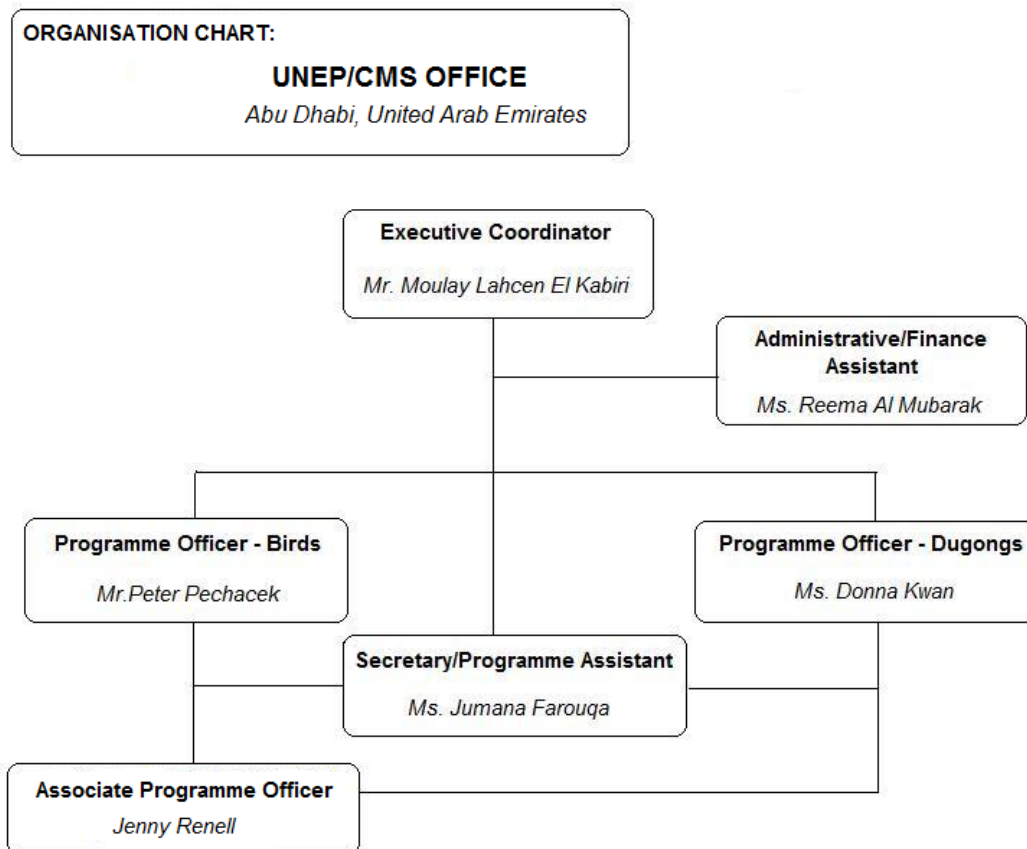 ORGANISATION CHART:
UNEP/CMS OFFICE
Abu Dhabi, United Arab Emirates
Executive Coordinator
Mr. Moulay Lahcen El Kabiri
Administrative/Finance
Assistant
Ms. Reema Al Mubarak
Programme Officer - Birds
Mr.Peter Pechacek
Programme Officer - Dugongs
Ms. Donna Kwan
Secretary/Programme Assistant
Ms. Jumana Farouqa
Associate Programme Officer
Jenny Renell